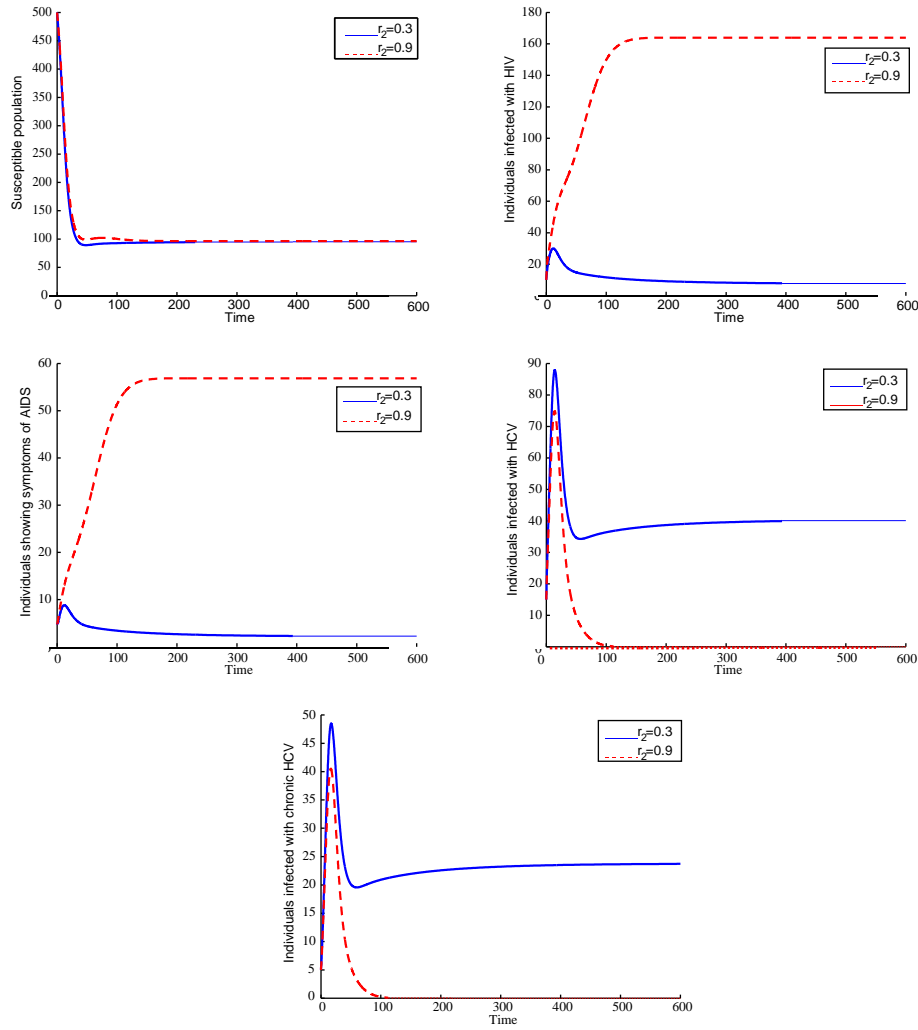 500
450
400
350
300
250
200
150
100
50
0
Susceptible population
r2=0.3
r2=0.9
0 100 200 300 400 500 600
Time
180
160
140
120
100
80
60
40
20
Individuals infected with HIV
r2=0.3
r2=0.9
0 100 200 300 400 500 600
Time
60
50
40
30
20
10
Individuals showing symptoms of AIDS
r2=0.3
r2=0.9
0 100 200 300 400 500 600
Time
90
80
70
60
50
40
30
20
10
Individuals infected with HCV
r2=0.3
r2=0.9
0 100 200 300 400 500 600
Time
50
45
40
35
30
25
20
15
10
5
0
Individuals infected with chronic HCV
r2=0.3
r2=0.9
0 100 200 300 400 500 600
Time